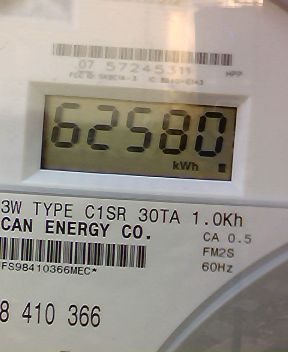 07 57245311 HPP
62580
kWh
3W TYPE C1SR 30TA 1.0Kh
CAN ENERGY CO.
CA 0.5
FM2S
60Hz
FS98410366MEC*
8 410 366